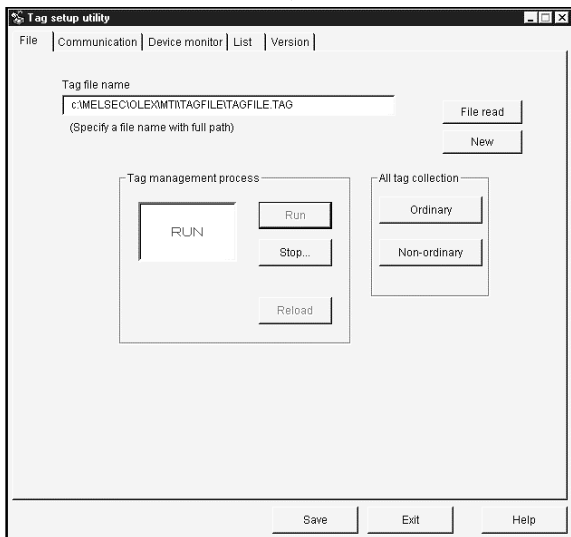 Tag setup utility
File Communication Device monitor List Version
Tag file name
c:\MELSEC\OLEX\MTI\TAGFILE\TAGFILE.TAG
(Specify a file name with full path)
File read
New
Tag management process
RUN
Run
Stop...
Reload
All tag collection
Ordinary
Non-ordinary
Save Exit Help